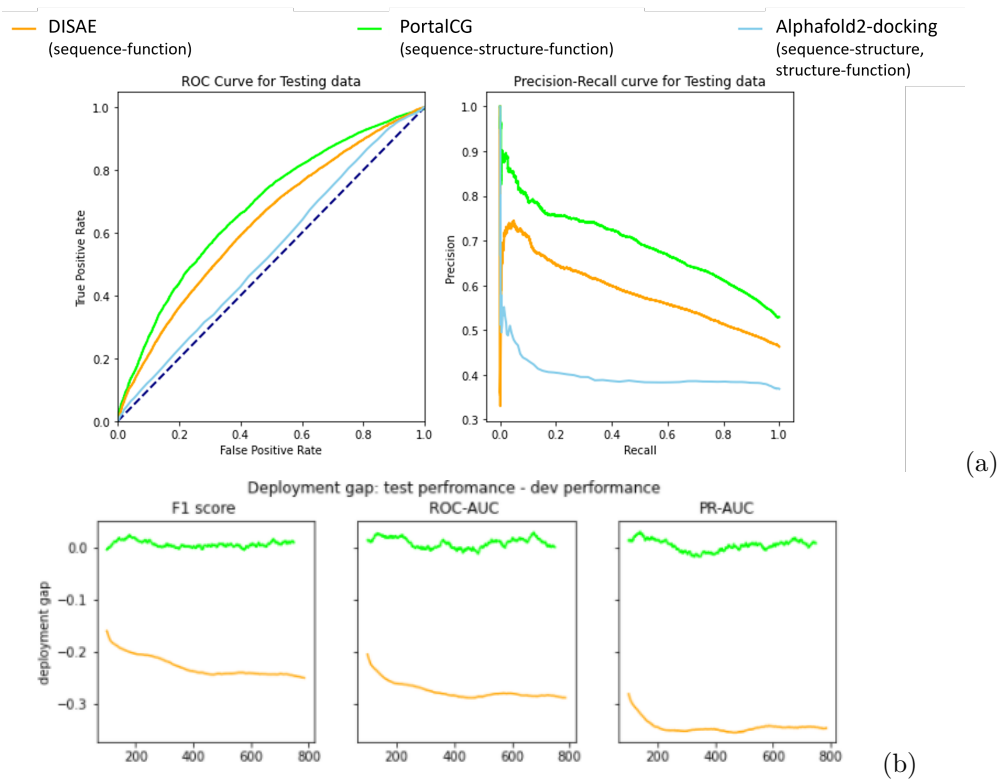 DISAE
(sequence-function)
PortalCG
(sequence-structure-function)
Alphafold2-docking
(sequence-structure,
structure-function)
ROC Curve for Testing data
True Positive Rate
1.0
0.8
0.6
0.4
0.2
0.0
0.0 0.2 0.4 0.6 0.8 1.0
False Positive Rate
Precision-Recall curve for Testing data
Precision
1.0
0.9
0.8
0.7
0.6
0.5
0.4
0.3
0.0 0.2 0.4 0.6 0.8 1.0
Recall
(a)
Deployment gap: test perfromance - dev performance
F1 score
deployment gap
0.0
−0.1
−0.2
−0.3
200 400 600 800
ROC-AUC
200 400 600 800
PR-AUC
200 400 600 800
(b)